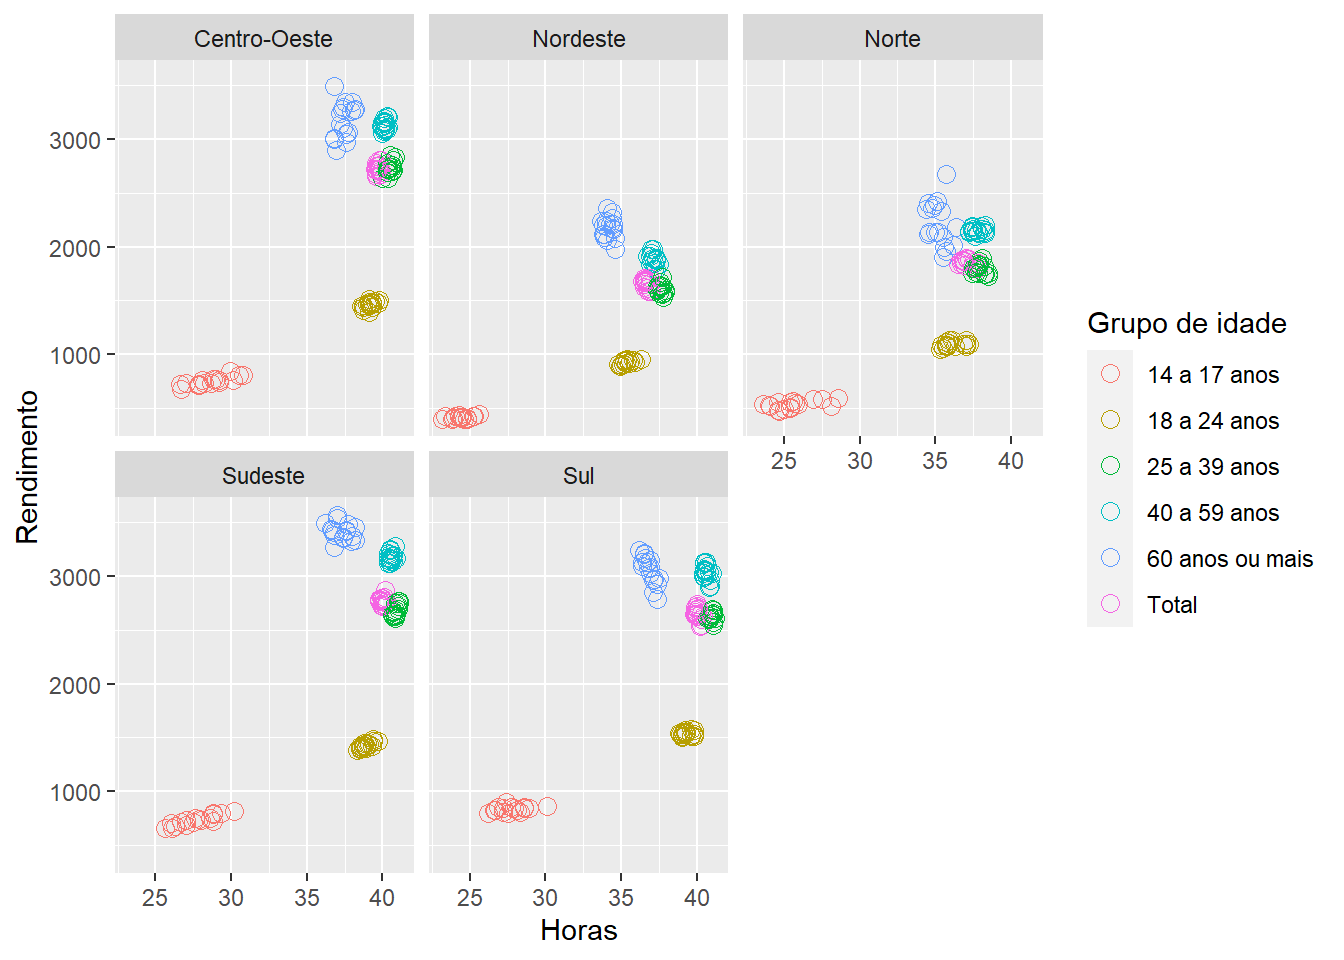 Centro-Oeste
Nordeste
Norte
3000
2000
1000
25 30 35 40
Sudeste
Sul
3000
2000
1000
25 30 35 40
25 30 35 40
Rendimento
Horas
Grupo de idade
14 a 17 anos
18 a 24 anos
25 a 39 anos
40 a 59 anos
60 anos ou mais
Total